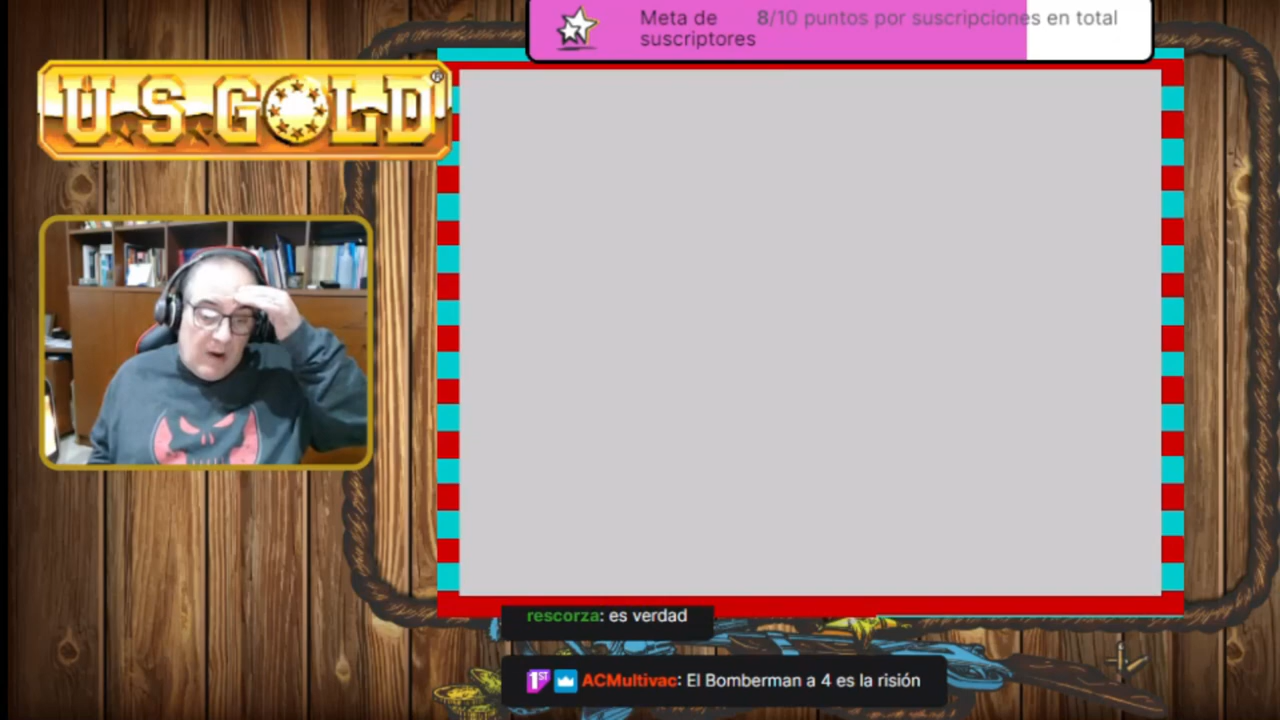 Meta de suscriptores
8/10 puntos por suscripciones en total
U.S.GOLD®
rescorza: es verdad
1ST ACMultivac: El Bomberman a 4 es la risión